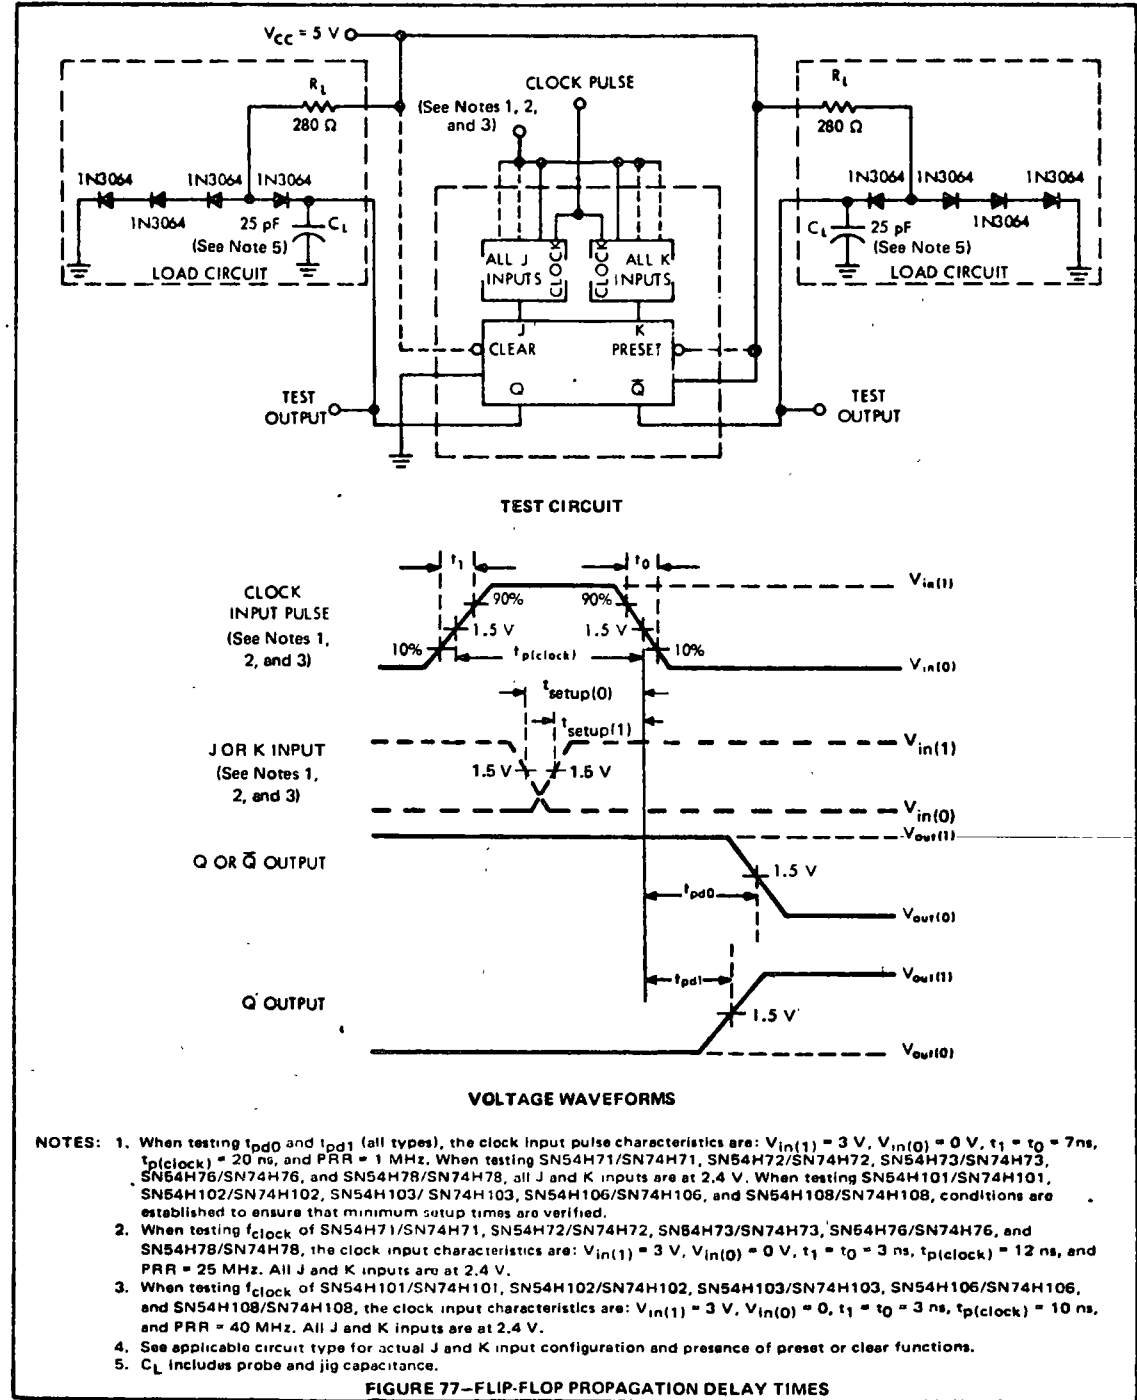 VCC = 5 V
RL
280 Ω
1N3064
1N3064
1N3064
1N3064
25 pF
CL
(See Note 5)
LOAD CIRCUIT
CLOCK PULSE
(See Notes 1, 2,
and 3)
ALL J
INPUTS
CLOCK
CLOCK
ALL K
INPUTS
J
K
CLEAR
PRESET
Q
Q̅
RL
280 Ω
1N3064
1N3064
1N3064
1N3064
CL
25 pF
(See Note 5)
LOAD CIRCUIT
TEST
OUTPUT
TEST
OUTPUT
TEST CIRCUIT
CLOCK
INPUT PULSE
(See Notes 1,
2, and 3)
t1
t0
90%
90%
1.5 V
1.5 V
10%
10%
tp(clock)
Vin(1)
Vin(0)
tsetup(0)
tsetup(1)
J OR K INPUT
(See Notes 1,
2, and 3)
1.5 V
1.5 V
Vin(1)
Vin(0)
Q OR Q̅ OUTPUT
Vout(1)
1.5 V
tpd0
Vout(0)
Q OUTPUT
tpd1
Vout(1)
1.5 V
Vout(0)
VOLTAGE WAVEFORMS
NOTES: 1. When testing tpd0 and tpd1 (all types), the clock input pulse characteristics are: Vin(1) = 3 V, Vin(0) = 0 V, t1 = t0 = 7ns,
tp(clock) = 20 ns, and PRR = 1 MHz. When testing SN54H71/SN74H71, SN54H72/SN74H72, SN54H73/SN74H73,
SN54H76/SN74H76, and SN54H78/SN74H78, all J and K inputs are at 2.4 V. When testing SN54H101/SN74H101,
SN54H102/SN74H102, SN54H103/ SN74H103, SN54H106/SN74H106, and SN54H108/SN74H108, conditions are
established to ensure that minimum setup times are verified.
2. When testing fclock of SN54H71/SN74H71, SN54H72/SN74H72, SN54H73/SN74H73, SN54H76/SN74H76, and
SN54H78/SN74H78, the clock input characteristics are: Vin(1) = 3 V, Vin(0) = 0 V, t1 = t0 = 3 ns, tp(clock) = 12 ns, and
PRR = 25 MHz. All J and K inputs are at 2.4 V.
3. When testing fclock of SN54H101/SN74H101, SN54H102/SN74H102, SN54H103/SN74H103, SN54H106/SN74H106,
and SN54H108/SN74H108, the clock input characteristics are: Vin(1) = 3 V, Vin(0) = 0, t1 = t0 = 3 ns, tp(clock) = 10 ns,
and PRR = 40 MHz. All J and K inputs are at 2.4 V.
4. See applicable circuit type for actual J and K input configuration and presence of preset or clear functions.
5. CL includes probe and jig capacitance.
FIGURE 77–FLIP-FLOP PROPAGATION DELAY TIMES